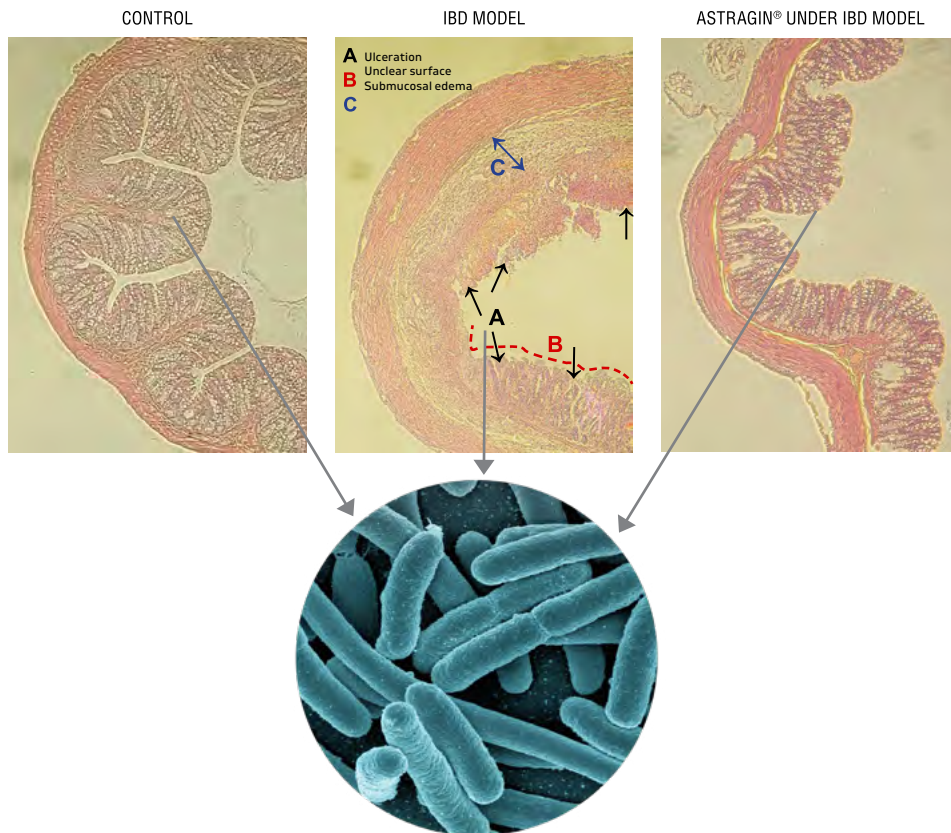 CONTROL
IBD MODEL
ASTRAGIN® UNDER IBD MODEL
A Ulceration
B Unclear surface
Submucosal edema
C
C
A
B